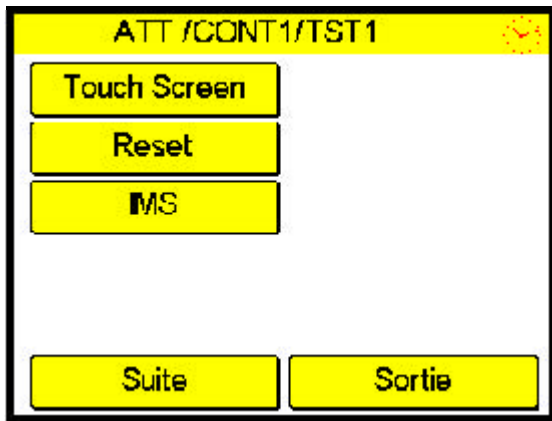 ATT /CONT1/TST1
Touch Screen
Reset
IMS
Suite Sortie